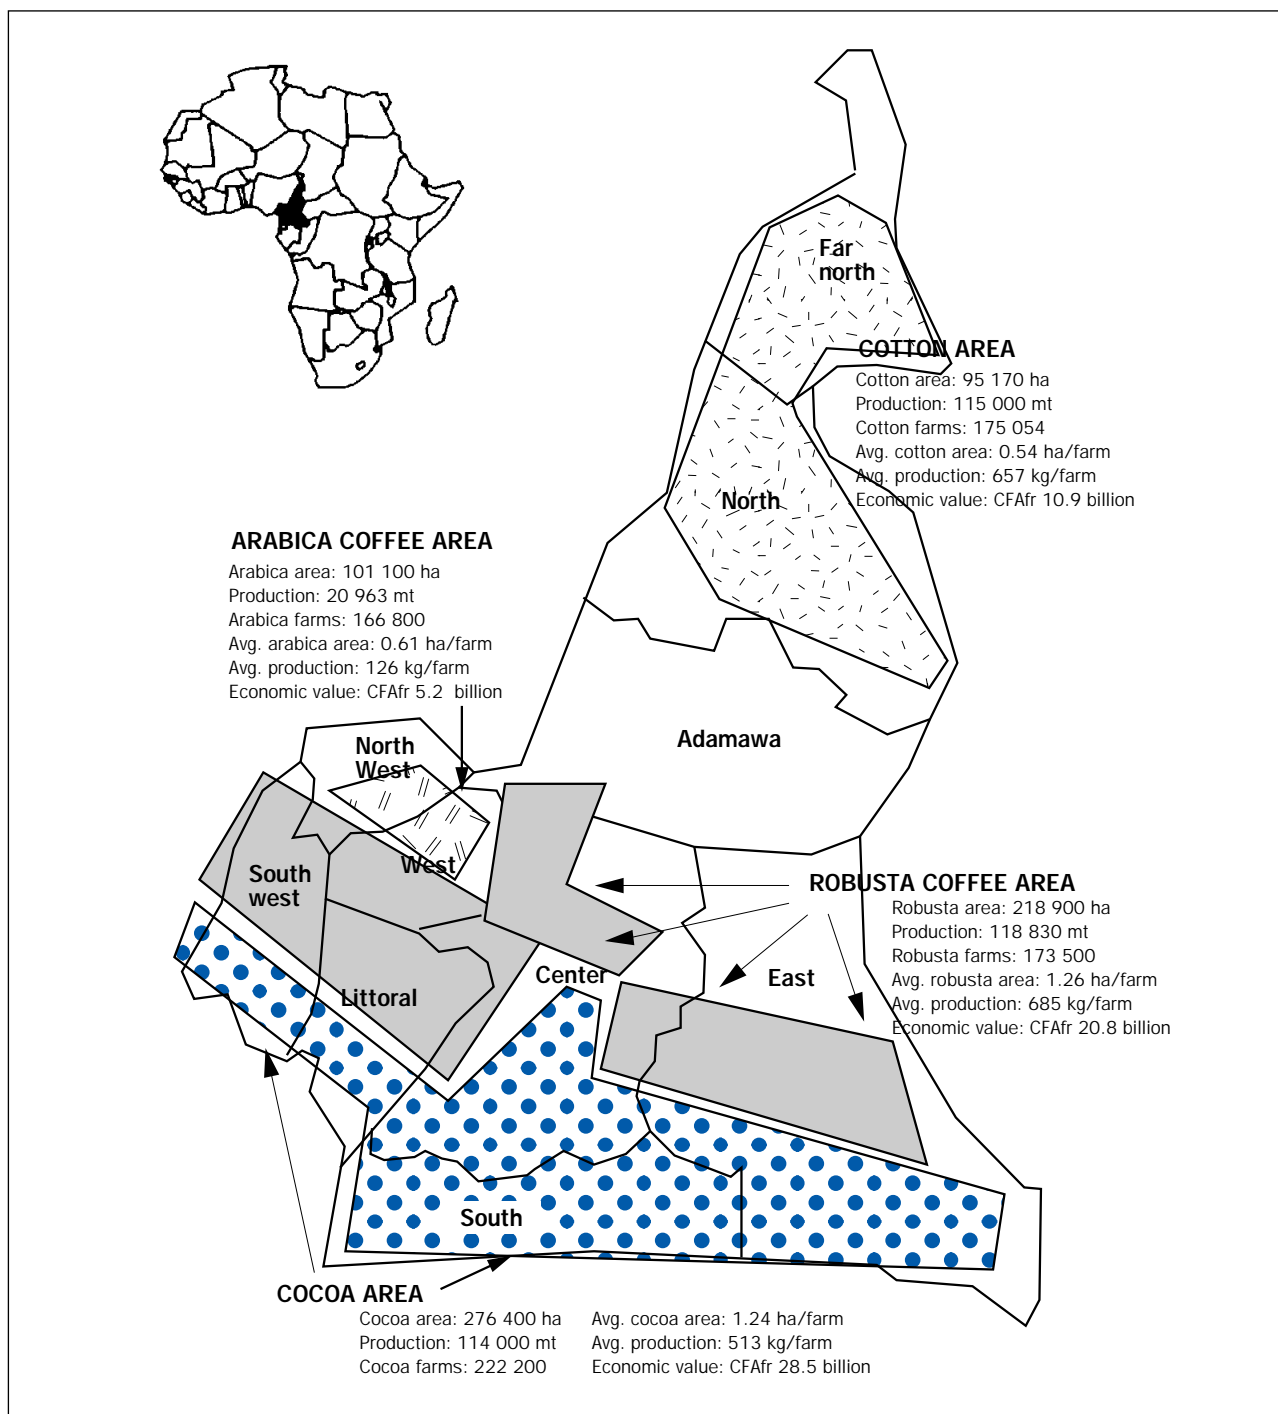 Far
north
COTTON AREA
Cotton area: 95 170 ha
Production: 115 000 mt
Cotton farms: 175 054
Avg. cotton area: 0.54 ha/farm
Avg. production: 657 kg/farm
Economic value: CFAfr 10.9 billion
North
ARABICA COFFEE AREA
Arabica area: 101 100 ha
Production: 20 963 mt
Arabica farms: 166 800
Avg. arabica area: 0.61 ha/farm
Avg. production: 126 kg/farm
Economic value: CFAfr 5.2 billion
Adamawa
North
West
West
South
west
ROBUSTA COFFEE AREA
Robusta area: 218 900 ha
Production: 118 830 mt
Robusta farms: 173 500
Avg. robusta area: 1.26 ha/farm
Avg. production: 685 kg/farm
Economic value: CFAfr 20.8 billion
Center
East
Littoral
South
COCOA AREA
Cocoa area: 276 400 ha
Production: 114 000 mt
Cocoa farms: 222 200
Avg. cocoa area: 1.24 ha/farm
Avg. production: 513 kg/farm
Economic value: CFAfr 28.5 billion